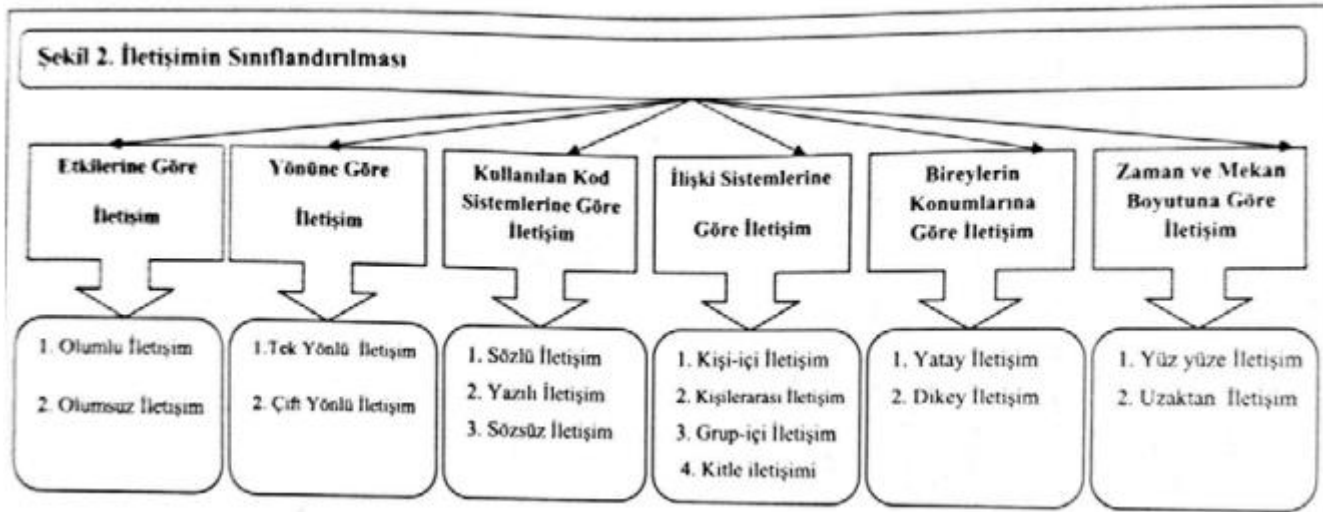 Şekil 2. İletişimin Sınıflandırılması
Etkilerine Göre
İletişim
Yönüne Göre
İletişim
Kullanılan Kod
Sistemlerine Göre
İletişim
İlişki Sistemlerine
Göre İletişim
Bireylerin
Konumlarına
Göre İletişim
Zaman ve Mekan
Boyutuna Göre
İletişim
1. Olumlu İletişim
2. Olumsuz İletişim
1.Tek Yönlü İletişim
2. Çift Yönlü İletişim
1. Sözlü İletişim
2. Yazılı İletişim
3. Sözsüz İletişim
1. Kişi-içi İletişim
2. Kişilerarası İletişim
3. Grup-içi İletişim
4. Kitle iletişimi
1. Yatay İletişim
2. Dikey İletişim
1. Yüz yüze İletişim
2. Uzaktan İletişim